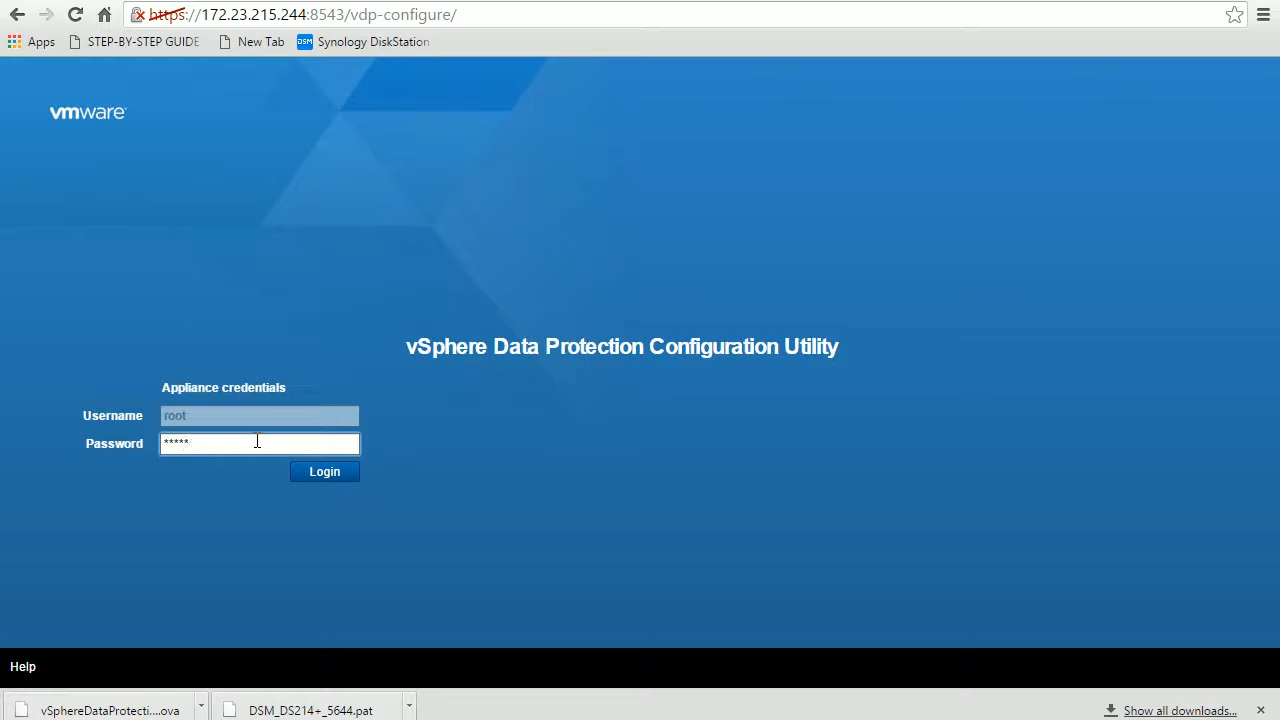 https://172.23.215.244:8543/vdp-configure/
Apps STEP-BY-STEP GUIDE New Tab DSM Synology DiskStation
vmware
vSphere Data Protection Configuration Utility
Appliance credentials
Username root
Password *****
Login
Help
vSphereDataProtecti....ova DSM_DS214+_5644.pat Show all downloads...